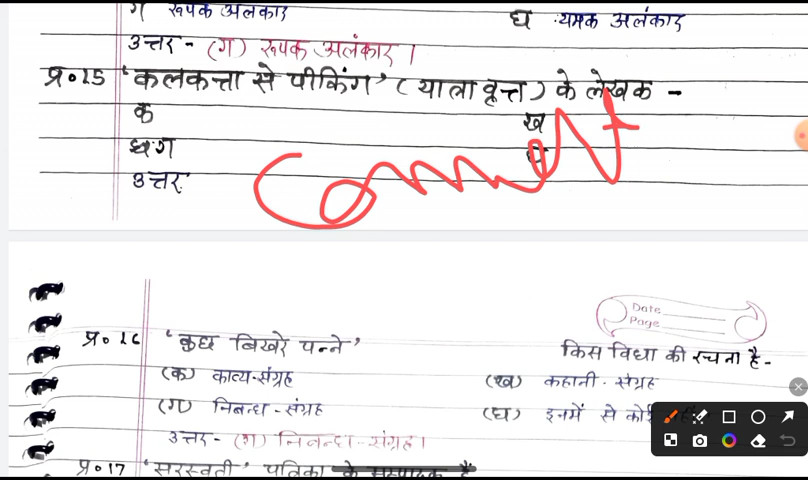 ग रूपक अलंकार
घ यमक अलंकार
उत्तर - (ग) रूपक अलंकार ।
प्र०15 'कलकत्ता से पीकिंग' (यात्रा वृत्त) के लेखक -
क
ख
ग
घ
उत्तर
Comment
Date
Page
प्र० 16 'कुछ बिखरे पन्ने' किस विधा की रचना है-
(क) काव्य-संग्रह
(ख) कहानी-संग्रह
(ग) निबन्ध-संग्रह
(घ) इनमें से कोई
उत्तर- (ग) निबन्ध-संग्रह।
प्र०17 'सरस्वती' पत्रिका के सम्पादक हैं